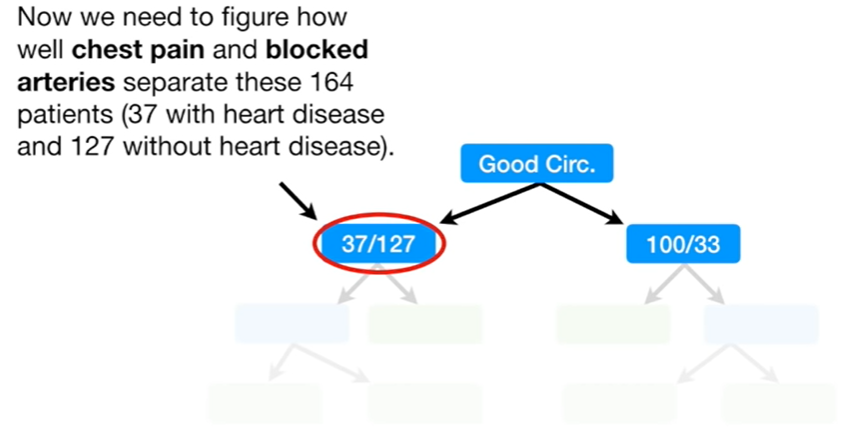 Now we need to figure how
well chest pain and blocked
arteries separate these 164
patients (37 with heart disease
and 127 without heart disease).
Good Circ.
37/127
100/33